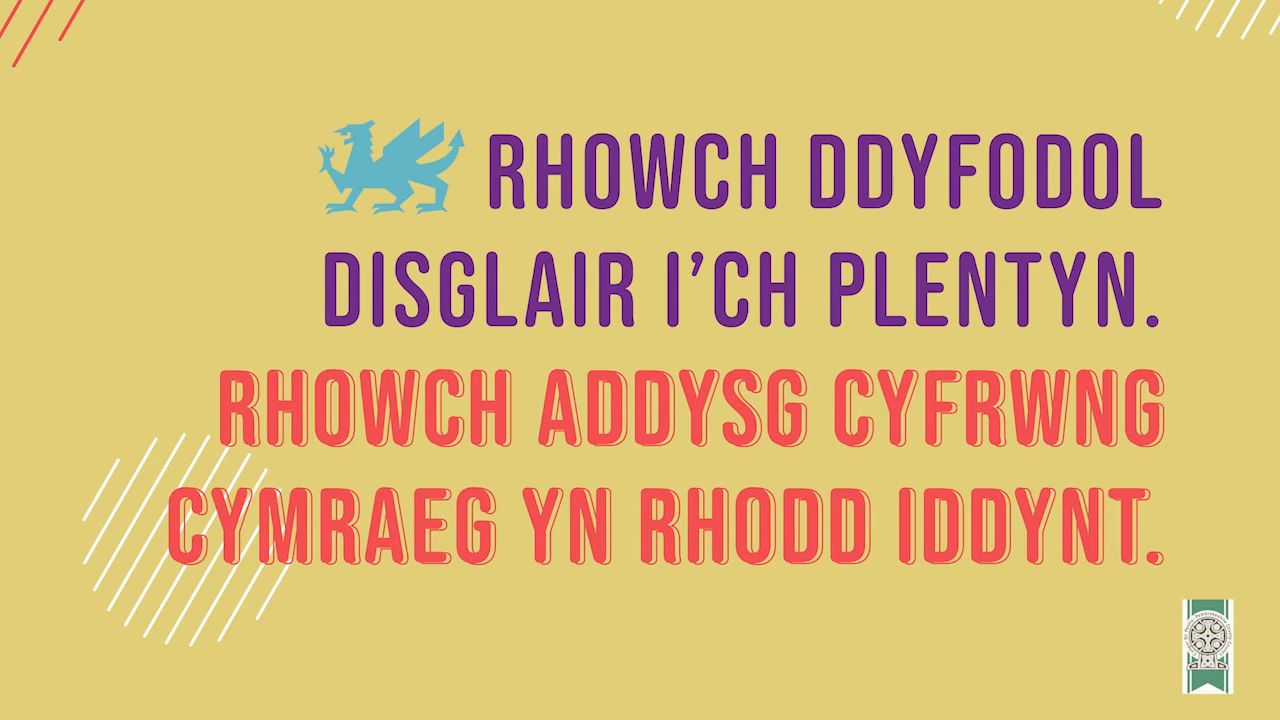 RHOWCH DDYFODOL
DISGLAIR I’CH PLENTYN.
RHOWCH ADDYSG CYFRWNG
CYMRAEG YN RHODD IDDYNT.